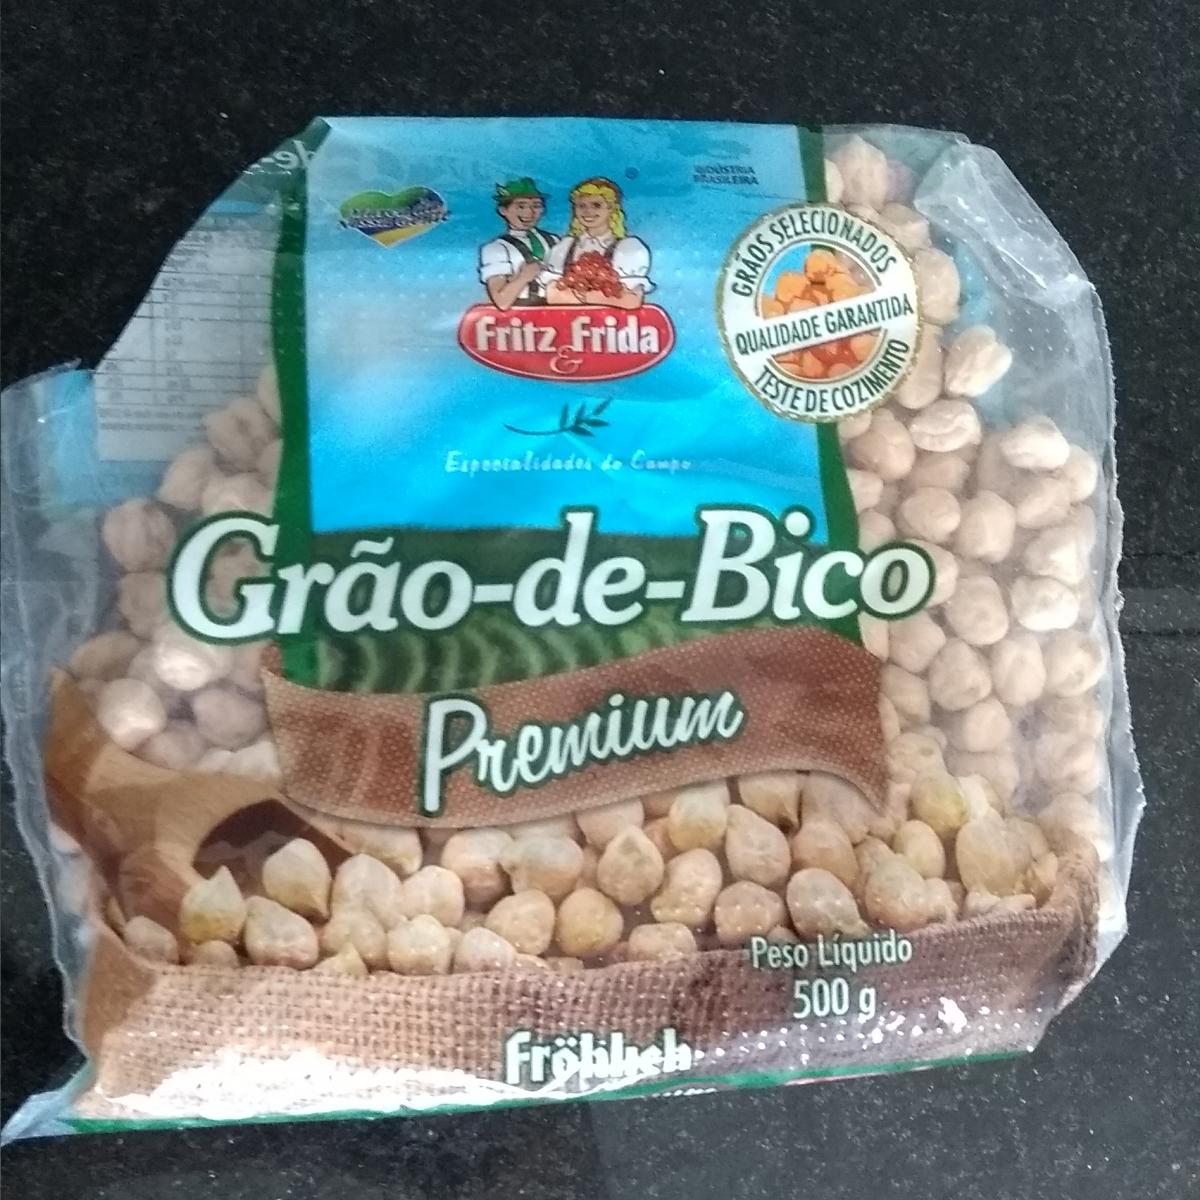 INDÚSTRIA
BRASILEIRA
Fritz & Frida
GRÃOS SELECIONADOS
QUALIDADE GARANTIDA
TESTE DE COZIMENTO
Especialidades do Campo
Grão-de-Bico
Premium
Peso Líquido
500 g
Fröhlich